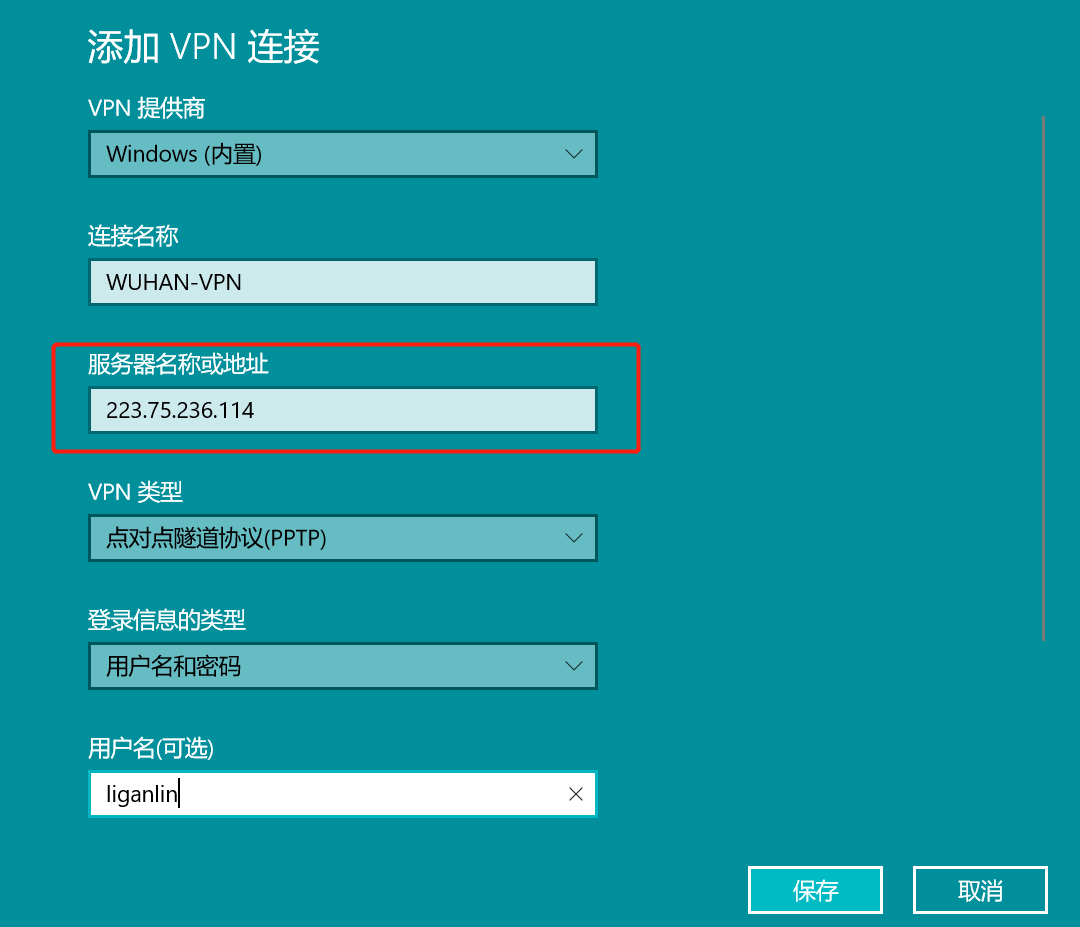 添加 VPN 连接
VPN 提供商
Windows (内置)
连接名称
WUHAN-VPN
服务器名称或地址
223.75.236.114
VPN 类型
点对点隧道协议(PPTP)
登录信息的类型
用户名和密码
用户名(可选)
liganlin
保存 取消